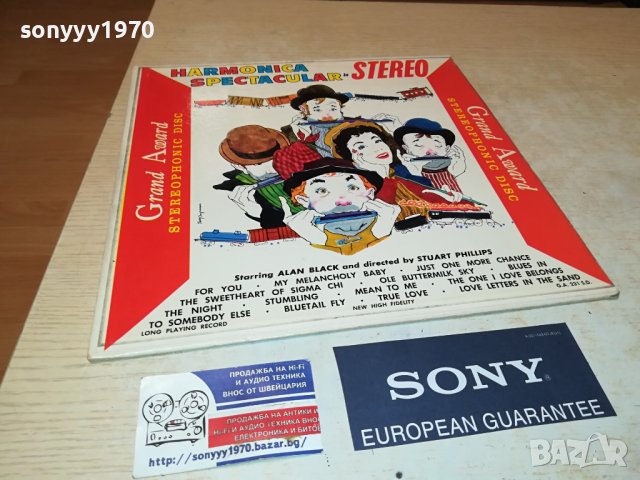 sonyyy1970
HARMONICA
SPECTACULAR STEREO
Grand Award
STEREOPHONIC DISC
Grand Award
STEREOPHONIC DISC
Starring ALAN BLACK and directed by STUART PHILLIPS
FOR YOU · MY MELANCHOLY BABY · JUST ONE MORE CHANCE
THE SWEETHEART OF SIGMA CHI · OLE BUTTERMILK SKY · BLUES IN
THE NIGHT · STUMBLING · MEAN TO ME · THE ONE I LOVE BELONGS
TO SOMEBODY ELSE · BLUETAIL FLY · TRUE LOVE · LOVE LETTERS IN THE SAND
LONG PLAYING RECORD NEW HIGH FIDELITY G.A. 231 S.D.
ПРОДАЖБА НА Hi-Fi
И АУДИО ТЕХНИКА
ВНОС ОТ ШВЕЙЦАРИЯ
ПРОДАЖБА НА АНТИКИ И
Hi-Fi И АУДИО ТЕХНИКА ВНОС
ЕЛЕКТРОНИКА И БИТОВ
http://sonyyy1970.bazar.bg/
SONY
EUROPEAN GUARANTEE
BAZAR
sonyyy1970